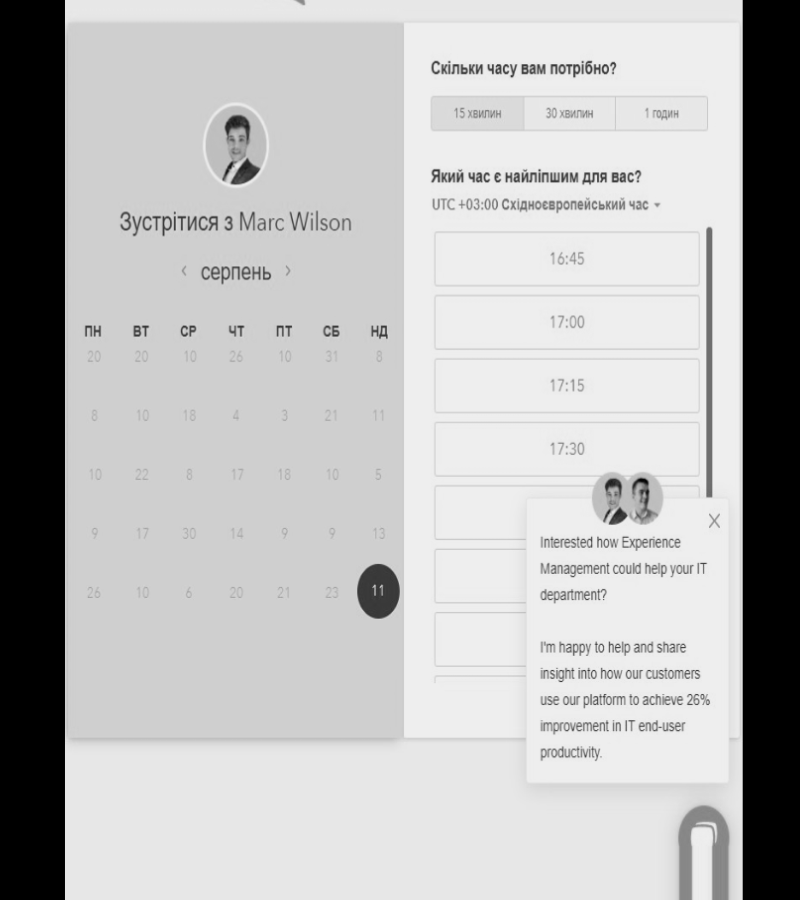 Зустрітися з Marc Wilson
серпень
ПН ВТ СР ЧТ ПТ СБ НД
20 20 10 26 10 31 8
8 10 18 4 3 21 11
10 22 8 17 18 10 5
9 17 30 14 9 9 13
26 10 6 20 21 23 11
Скільки часу вам потрібно?
15 хвилин 30 хвилин 1 годин
Який час є найліпшим для вас?
UTC +03:00 Східноєвропейський час
16:45
17:00
17:15
17:30
Interested how Experience
Management could help your IT
department?
I'm happy to help and share
insight into how our customers
use our platform to achieve 26%
improvement in IT end-user
productivity.